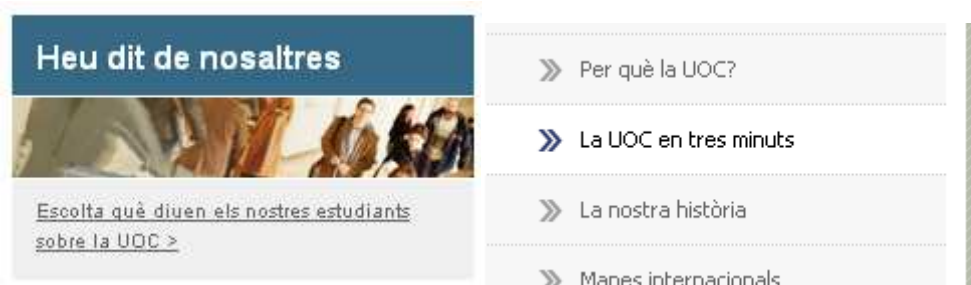 Heu dit de nosaltres
Escolta què diuen els nostres estudiants
sobre la UOC >
Per què la UOC?
La UOC en tres minuts
La nostra història
Mapes internacionals